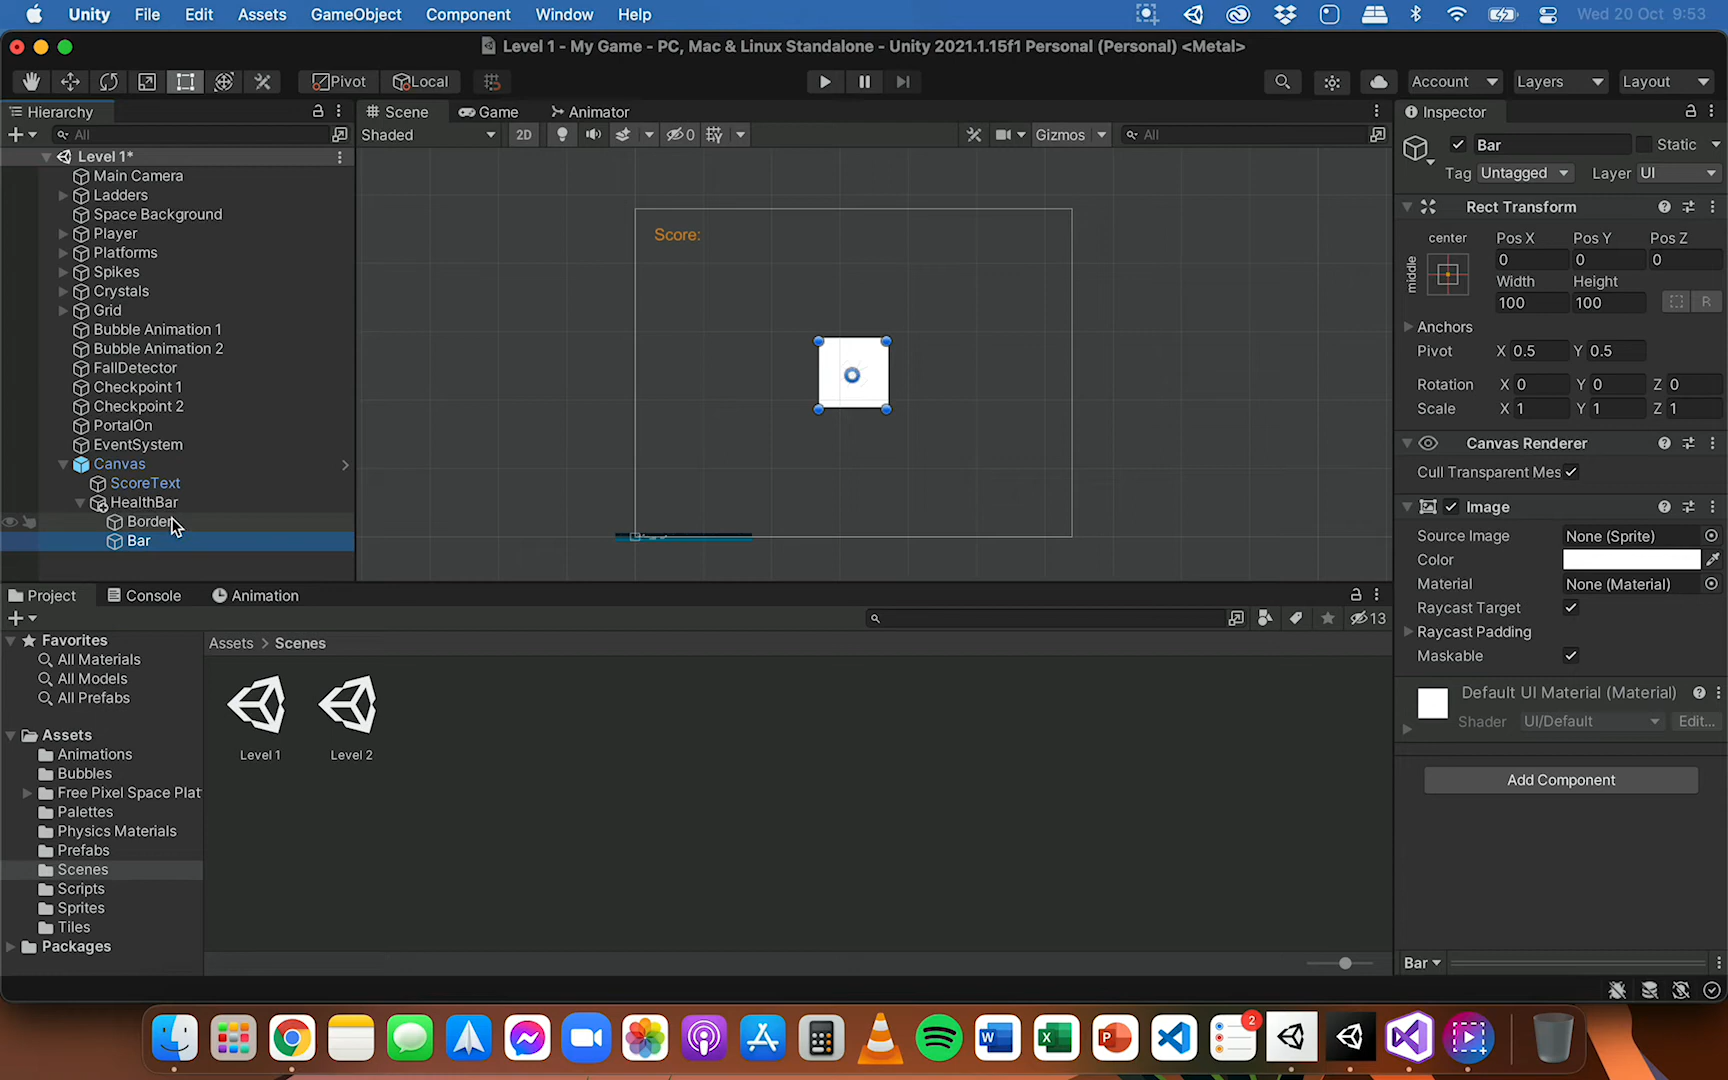 Unity File Edit Assets GameObject Component Window Help Wed 20 Oct 9:53
Level 1 - My Game - PC, Mac & Linux Standalone - Unity 2021.1.15f1 Personal (Personal) <Metal>
Pivot Local Account Layers Layout
Hierarchy Scene Game Animator Inspector
All Shaded 2D 0 Gizmos All Bar Static
Level 1* Tag Untagged Layer UI
Main Camera
Ladders
Space Background
Player
Platforms
Spikes
Crystals
Grid
Bubble Animation 1
Bubble Animation 2
FallDetector
Checkpoint 1
Checkpoint 2
PortalOn
EventSystem
Canvas
ScoreText
HealthBar
Border
Bar
Score:
Rect Transform
center Pos X Pos Y Pos Z
middle 0 0 0
Width Height
100 100 R
Anchors
Pivot X 0.5 Y 0.5
Rotation X 0 Y 0 Z 0
Scale X 1 Y 1 Z 1
Canvas Renderer
Cull Transparent Mes
Image
Source Image None (Sprite)
Color
Material None (Material)
Raycast Target
Raycast Padding
Maskable
Default UI Material (Material)
Shader UI/Default Edit...
Add Component
Bar
Project Console Animation
13
Favorites
All Materials
All Models
All Prefabs
Assets
Animations
Bubbles
Free Pixel Space Plat
Palettes
Physics Materials
Prefabs
Scenes
Scripts
Sprites
Tiles
Packages
Assets > Scenes
Level 1 Level 2
W X P 2